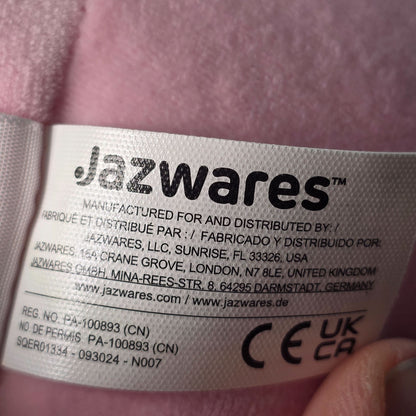 Jazwares™
MANUFACTURED FOR AND DISTRIBUTED BY: /
FABRIQUÉ ET DISTRIBUÉ PAR : / FABRICADO Y DISTRIBUIDO POR:
JAZWARES, LLC, SUNRISE, FL 33326, USA
JAZWARES, 16A CRANE GROVE, LONDON, N7 8LE, UNITED KINGDOM
JAZWARES GMBH, MINA-REES-STR. 8, 64295 DARMSTADT, GERMANY
www.jazwares.com / www.jazwares.de
REG. NO. PA-100893 (CN)
NO DE PERMIS PA-100893 (CN)
SQER01334 - 093024 - N007
CE UK
CA